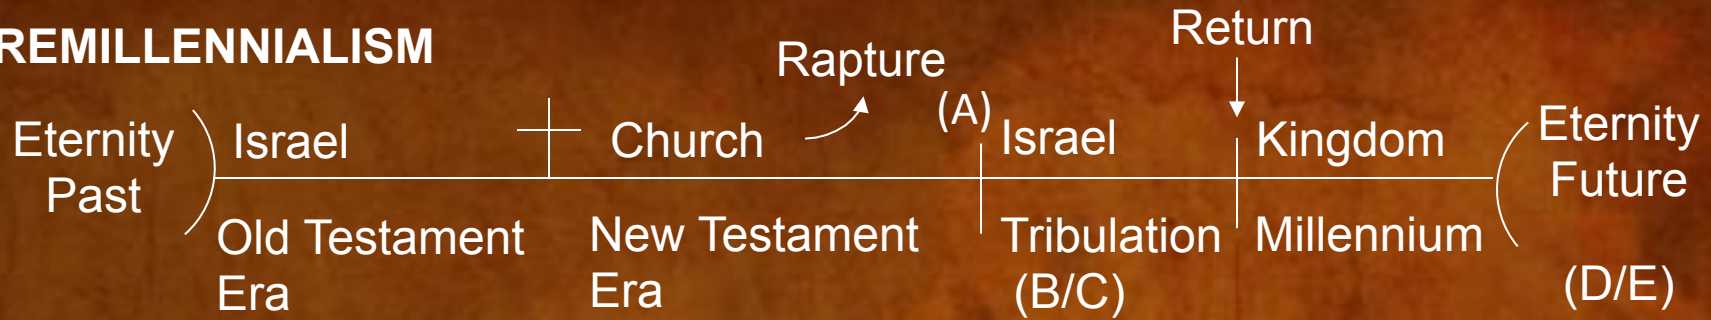 REMILLENNIALISM
Return
Rapture
(A)
Eternity
Past
Israel
Church
Israel
Kingdom
Eternity
Future
Old Testament
Era
New Testament
Era
Tribulation
(B/C)
Millennium
(D/E)